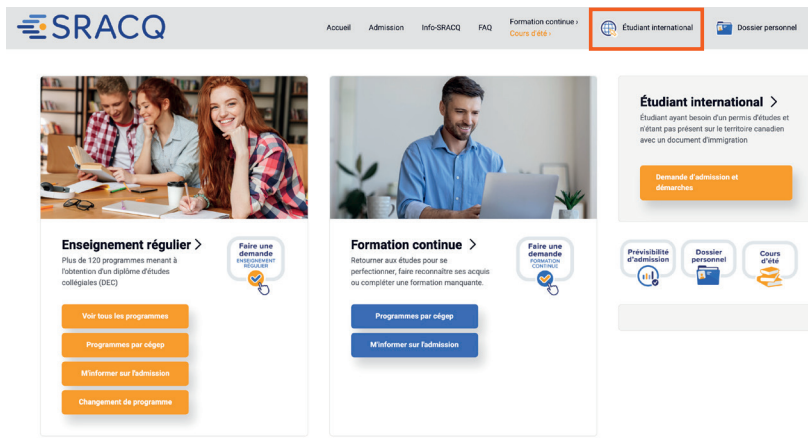 SRACQ
Accueil
Admission
Info-SRACQ
FAQ
Formation continue ›
Cours d'été ›
Étudiant international
Dossier personnel
Enseignement régulier >
Plus de 120 programmes menant à
l'obtention d'un diplôme d'études
collégiales (DEC)
Faire une
demande
ENSEIGNEMENT
RÉGULIER
Voir tous les programmes
Programmes par cégep
M'informer sur l'admission
Changement de programme
Formation continue >
Retourner aux études pour se
perfectionner, faire reconnaître ses acquis
ou compléter une formation manquante.
Faire une
demande
FORMATION
CONTINUE
Programmes par cégep
M'informer sur l'admission
Étudiant international >
Étudiant ayant besoin d'un permis d'études et
n'étant pas présent sur le territoire canadien
avec un document d'immigration
Demande d'admission et
démarches
Prévisibilité
d'admission
Dossier
personnel
Cours
d'été